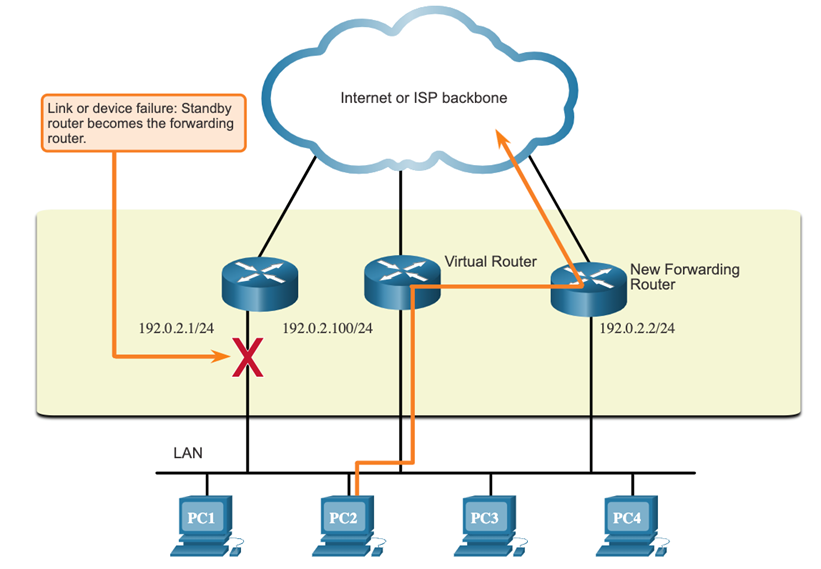 Internet or ISP backbone
Link or device failure: Standby
router becomes the forwarding
router.
Virtual Router
New Forwarding
Router
192.0.2.1/24
192.0.2.100/24
192.0.2.2/24
X
LAN
PC1
PC2
PC3
PC4